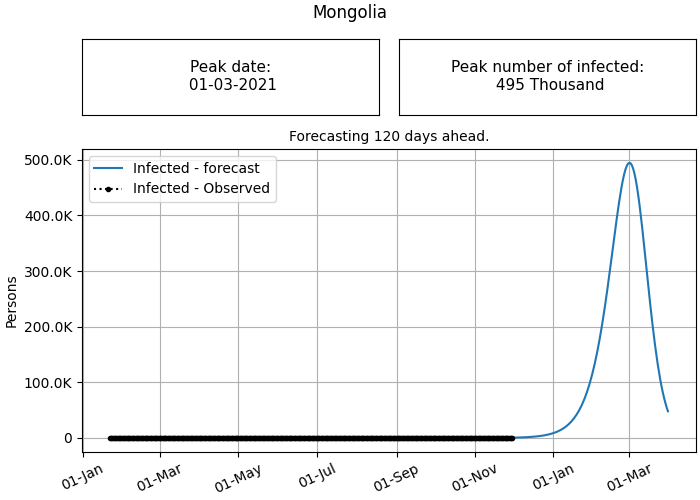 Mongolia
Peak date:
01-03-2021
Peak number of infected:
495 Thousand
Forecasting 120 days ahead.
Infected - forecast
Infected - Observed
Persons
500.0K
400.0K
300.0K
200.0K
100.0K
0
01-Jan
01-Mar
01-May
01-Jul
01-Sep
01-Nov
01-Jan
01-Mar